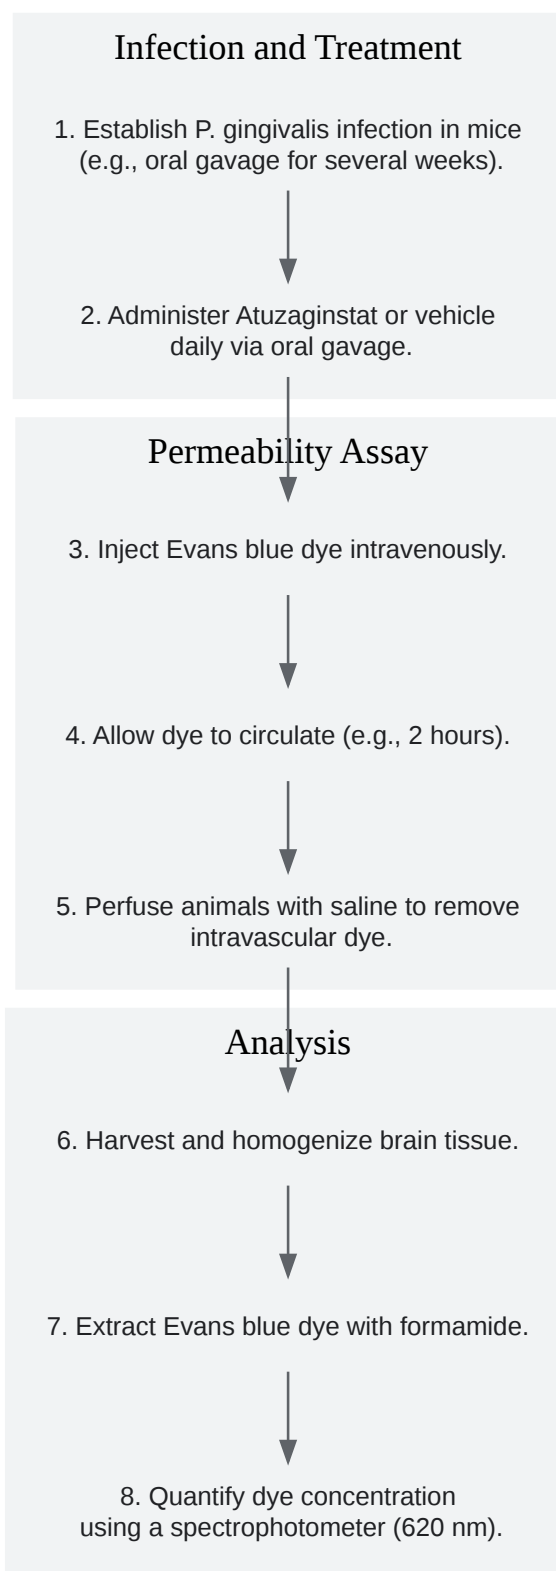 Infection and Treatment
1. Establish P. gingivalis infection in mice
(e.g., oral gavage for several weeks).
2. Administer Atuzaginstat or vehicle
daily via oral gavage.
Permeability Assay
3. Inject Evans blue dye intravenously.
4. Allow dye to circulate (e.g., 2 hours).
5. Perfuse animals with saline to remove
intravascular dye.
Analysis
6. Harvest and homogenize brain tissue.
7. Extract Evans blue dye with formamide.
8. Quantify dye concentration
using a spectrophotometer (620 nm).